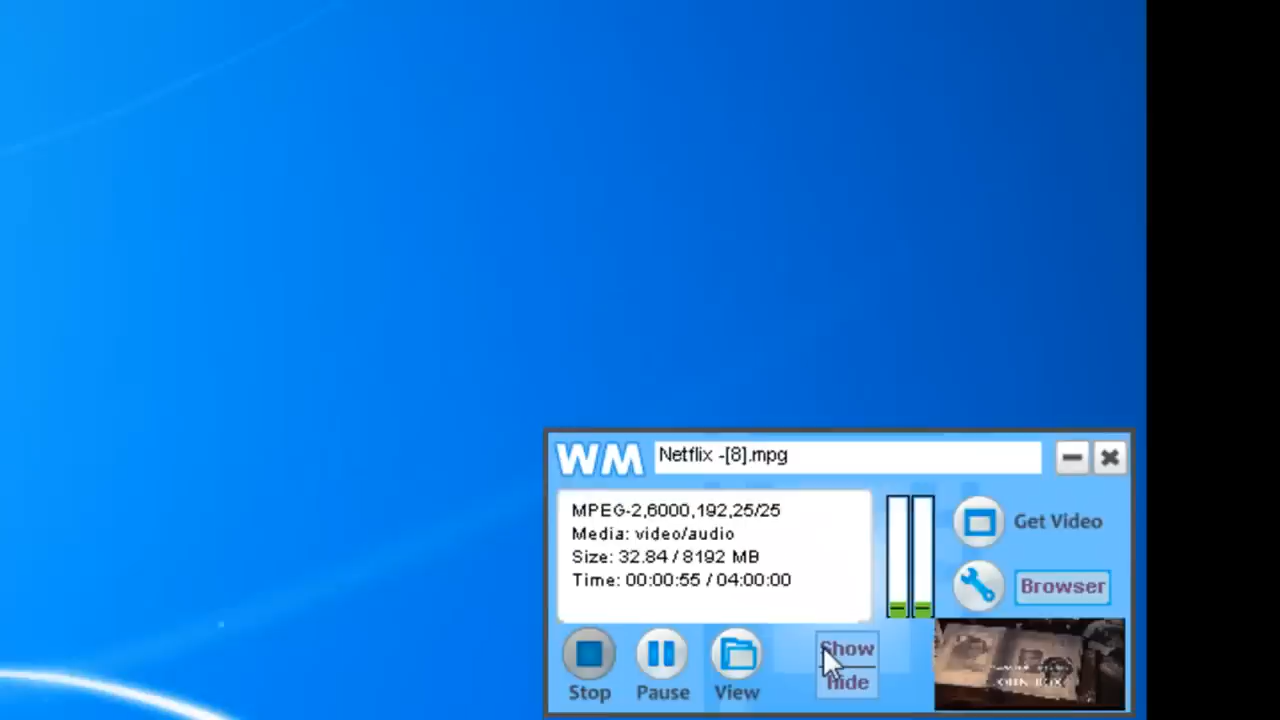 WM
Netflix -[8].mpg
MPEG-2,6000,192,25/25
Media: video/audio
Size: 32.84 / 8192 MB
Time: 00:00:55 / 04:00:00
Get Video
Browser
Stop
Pause
View
Show
hide